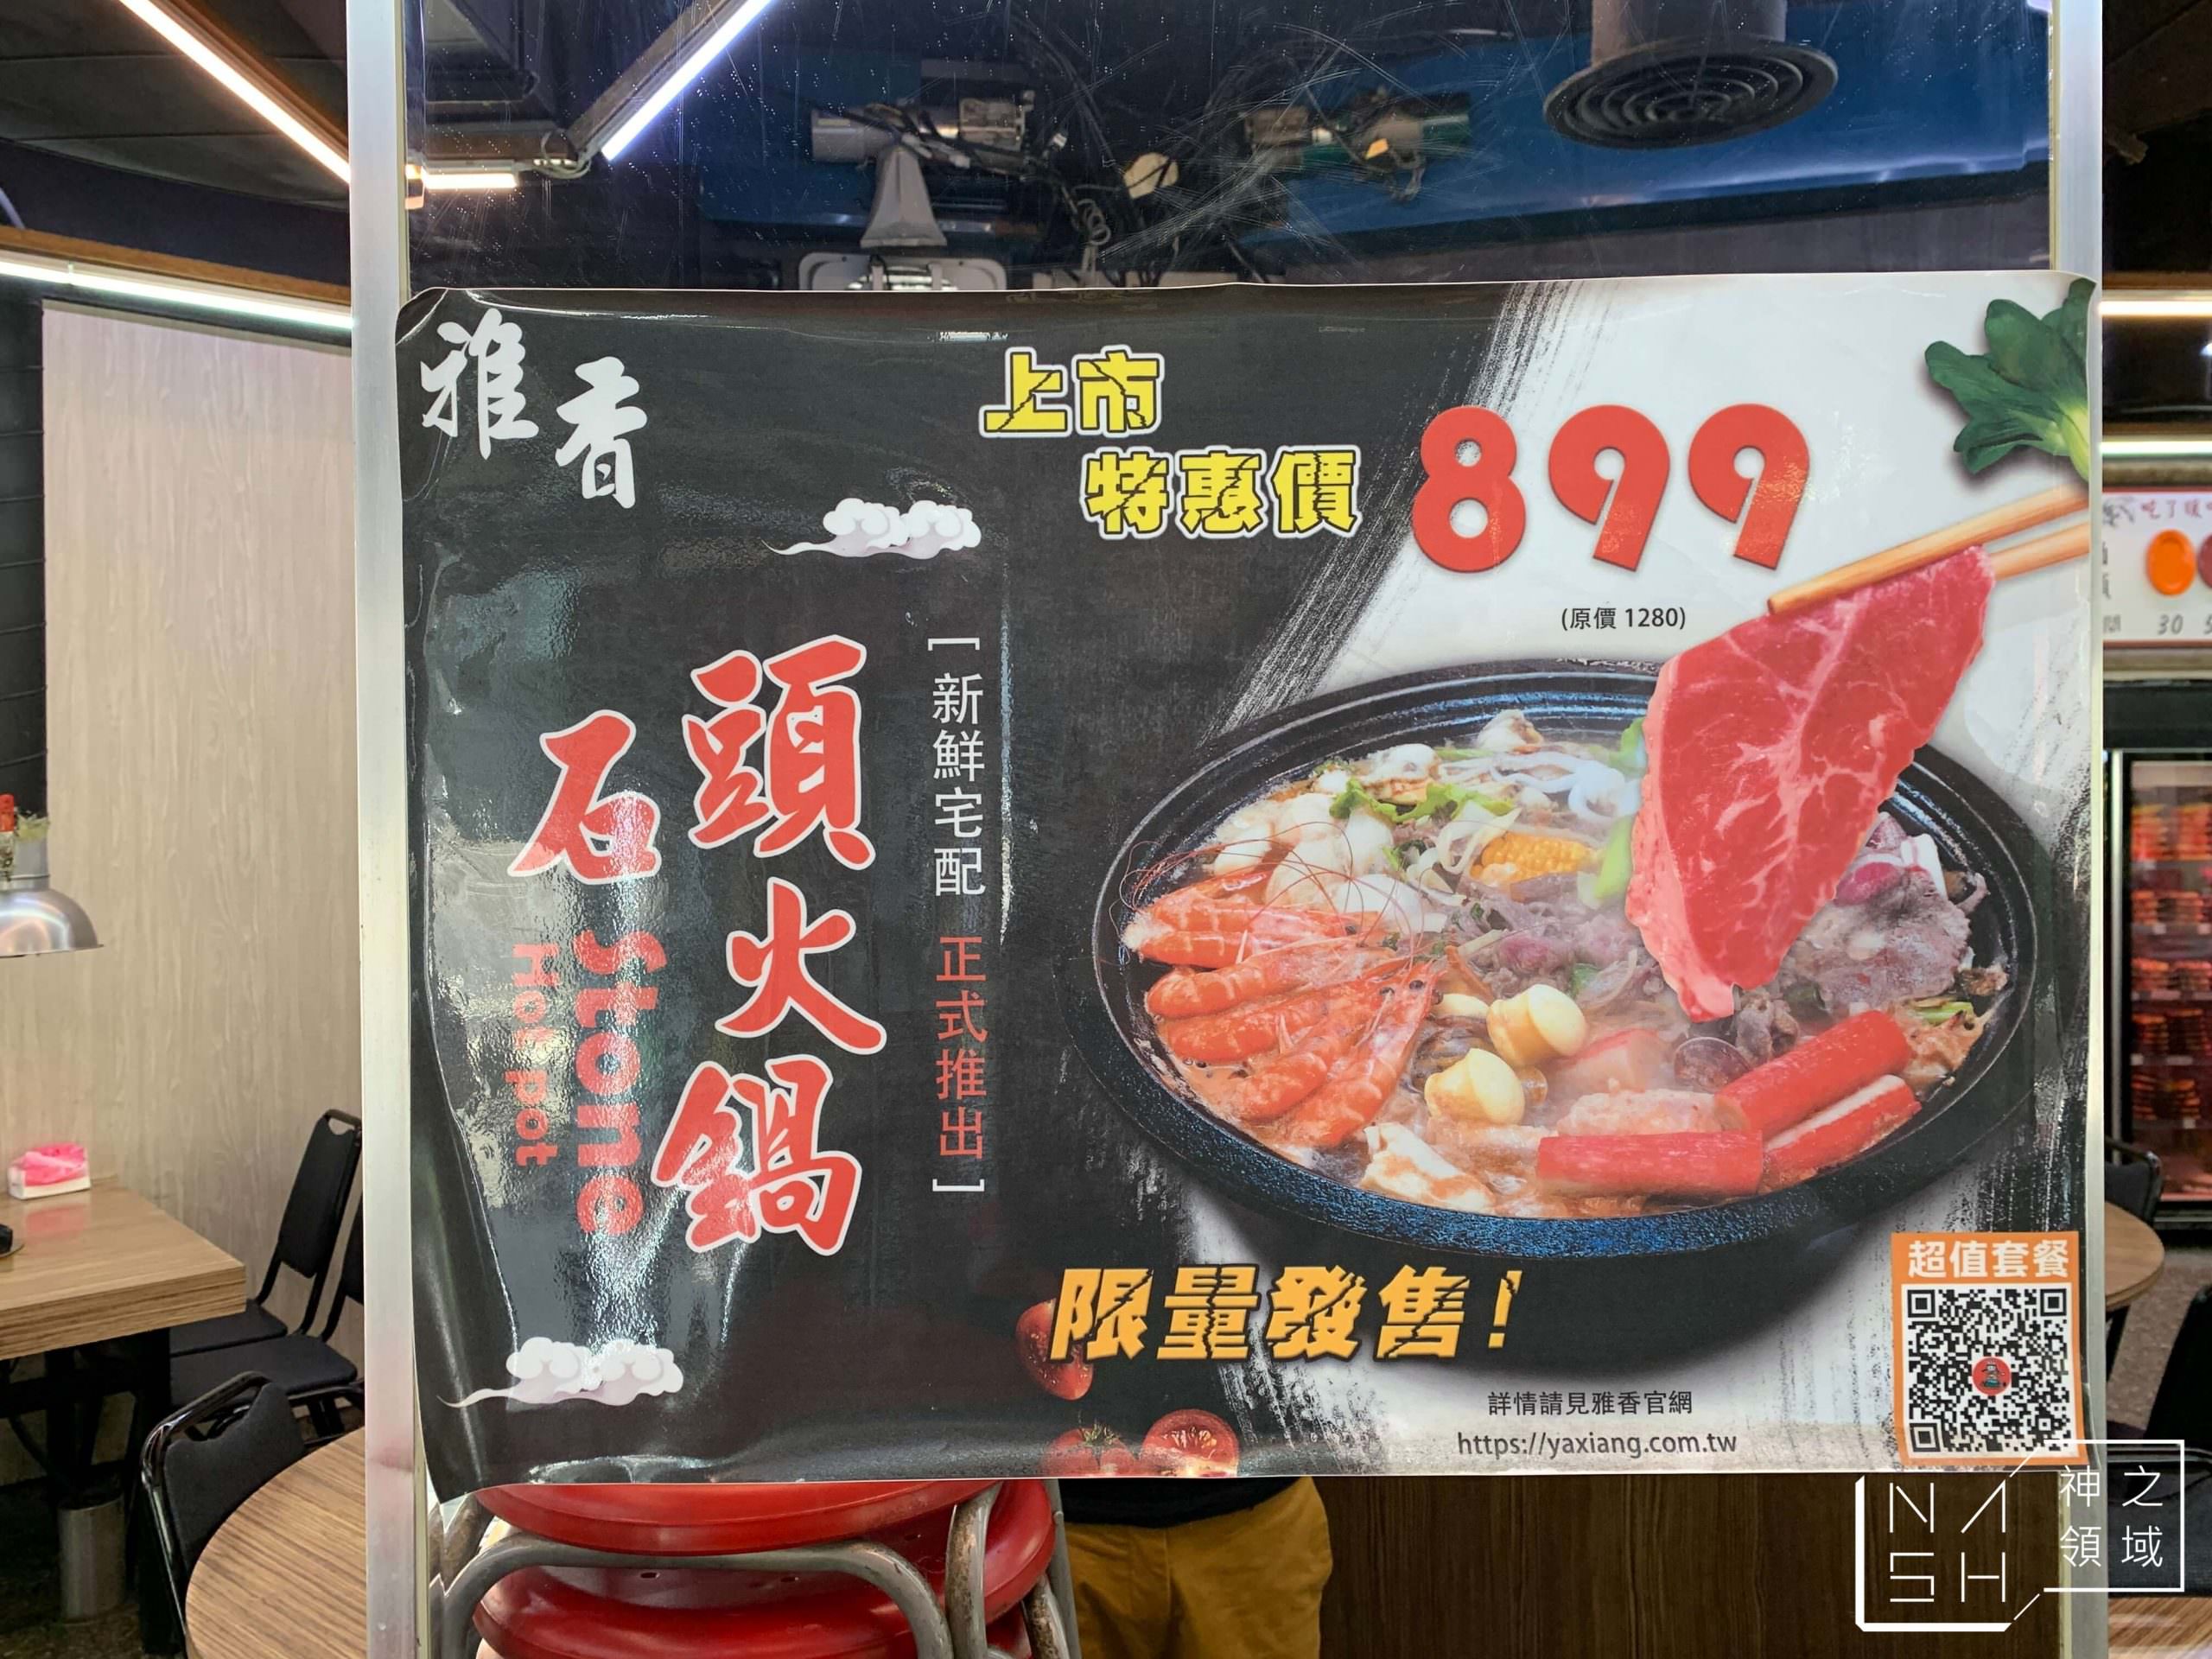 雅香
上市
特惠價
899
(原價 1280)
石頭火鍋
Stone
Hot pot
[ 新鮮宅配 正式推出 ]
限量發售!
詳情請見雅香官網
https://yaxiang.com.tw
超值套餐
30
NASH
神之
領域